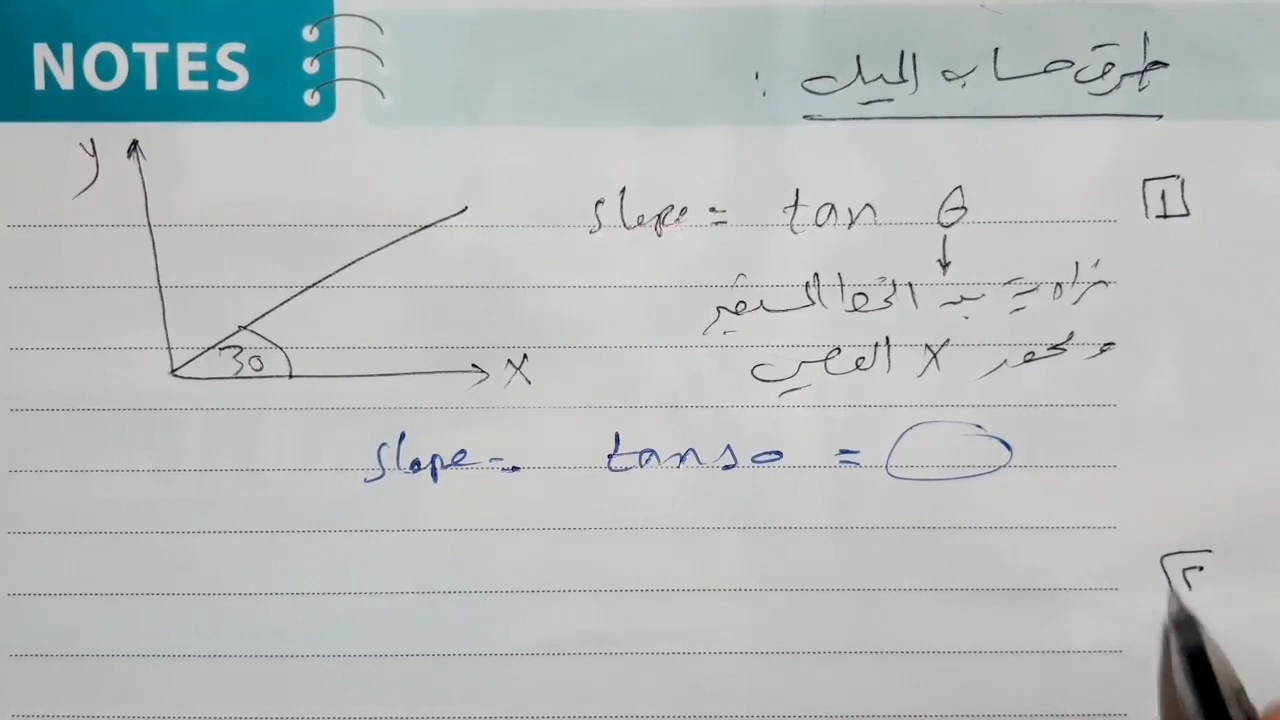 NOTES
طرق حساب الميل :
1 slope = tan θ
زاوية بين الخط المستقيم
ومحور X الموجب
y
30
X
slope = tan 30 =
2